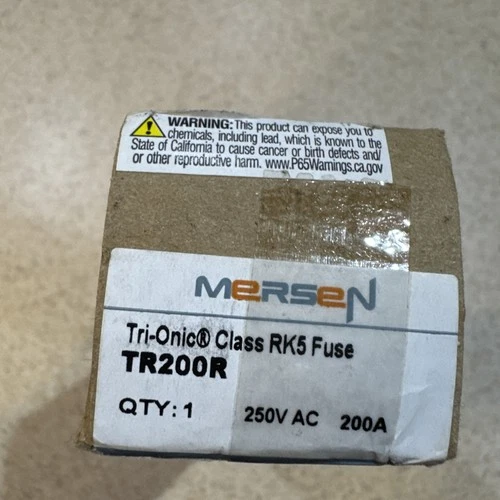 WARNING: This product can expose you to
chemicals, including lead, which is known to the
State of California to cause cancer or birth defects and/
or other reproductive harm. www.P65Warnings.ca.gov
MERSEN
Tri-Onic® Class RK5 Fuse
TR200R
QTY: 1 250V AC 200A